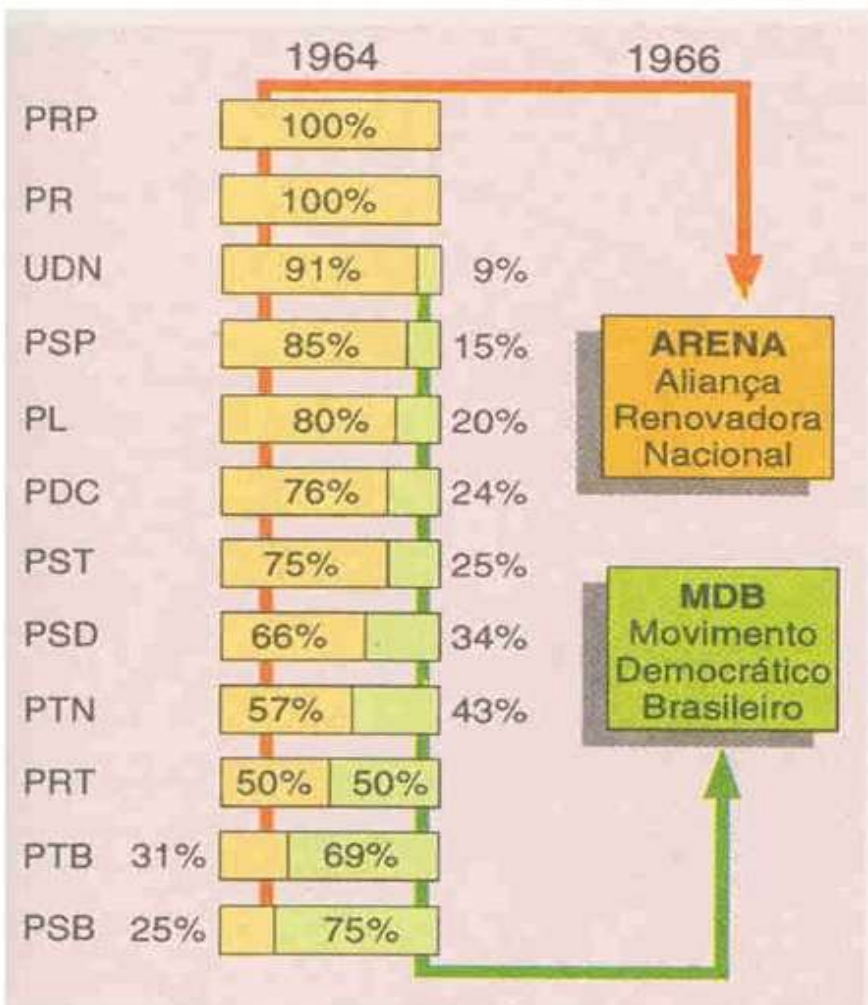 1964 1966
PRP 100%
PR 100%
UDN 91% 9%
PSP 85% 15%
PL 80% 20%
PDC 76% 24%
PST 75% 25%
PSD 66% 34%
PTN 57% 43%
PRT 50% 50%
PTB 31% 69%
PSB 25% 75%
ARENA
Aliança
Renovadora
Nacional
MDB
Movimento
Democrático
Brasileiro